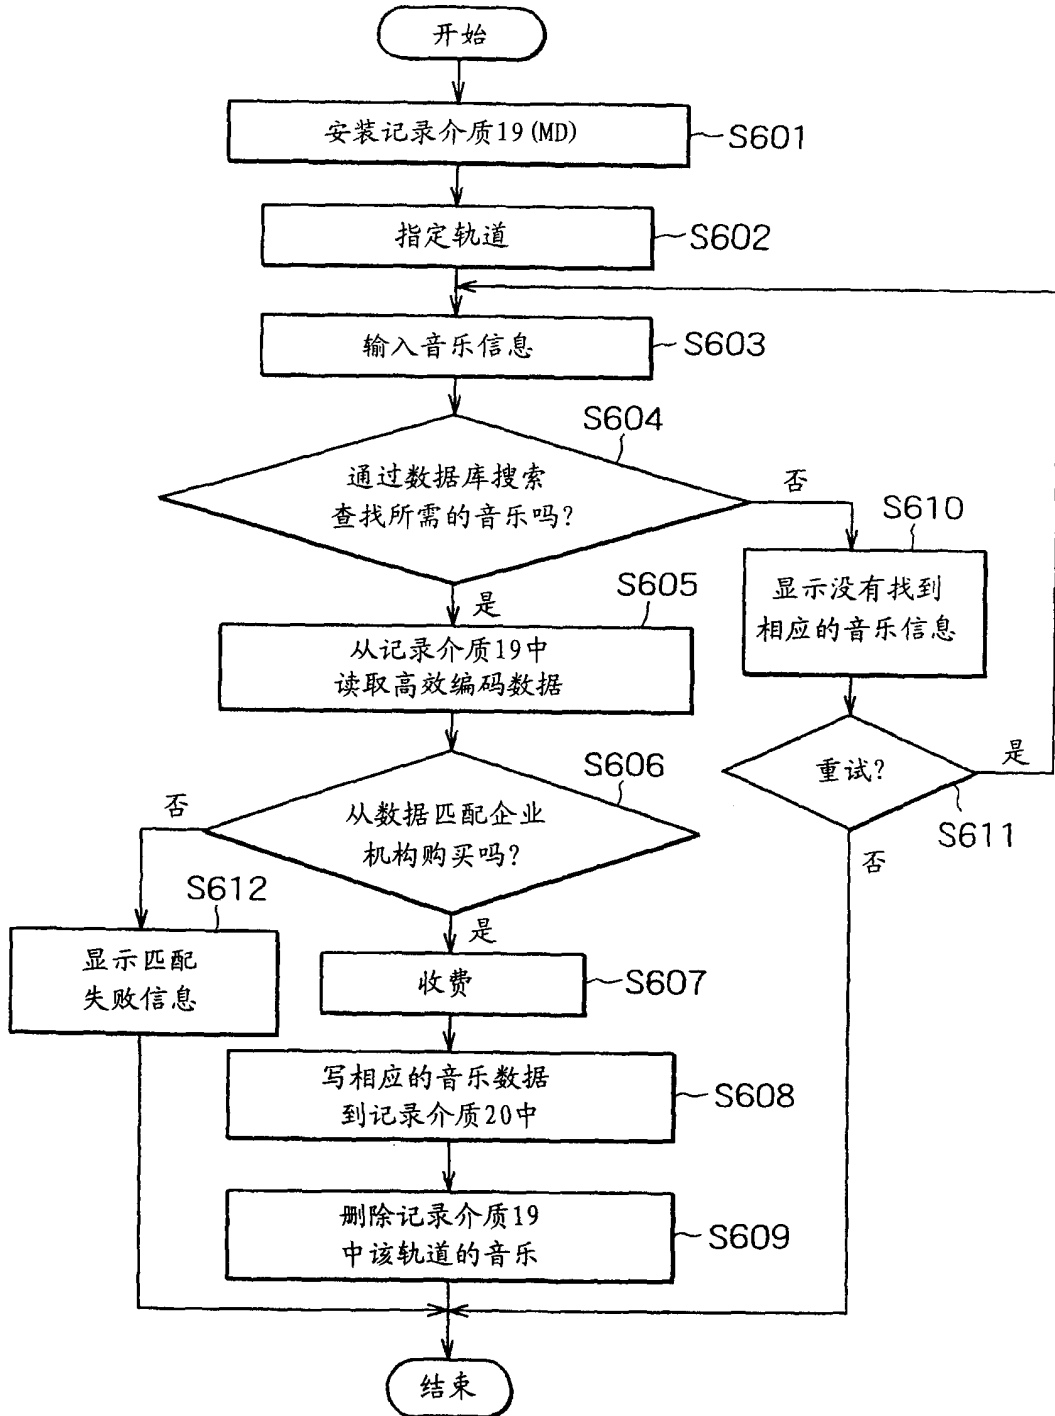 开始
安装记录介质19(MD)
S601
指定轨道
S602
输入音乐信息
S603
S604
通过数据库搜索
查找所需的音乐吗?
否
S610
显示没有找到
相应的音乐信息
是
S605
从记录介质19中
读取高效编码数据
重试?
是
S611
否
S606
从数据匹配企业
机构购买吗?
否
S612
显示匹配
失败信息
是
收费
S607
写相应的音乐数据
到记录介质20中
S608
删除记录介质19
中该轨道的音乐
S609
结束